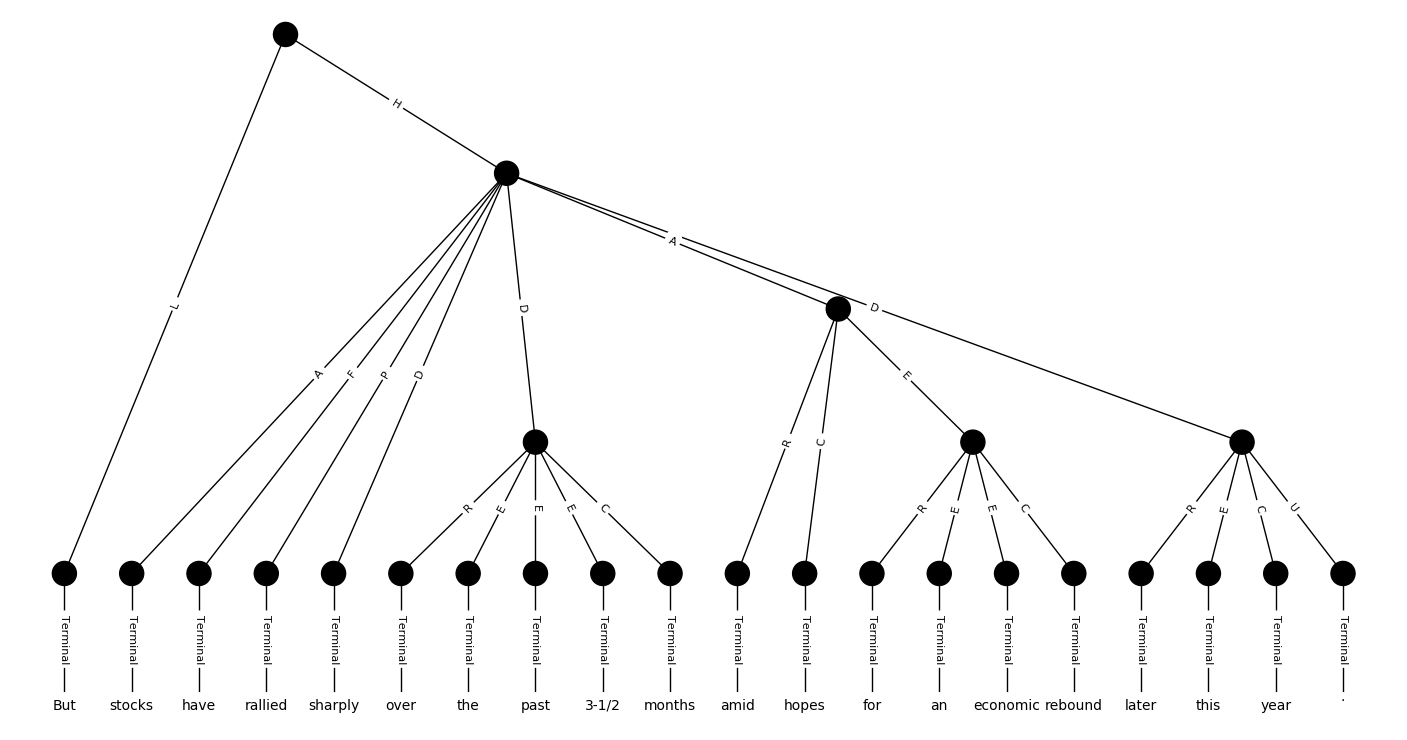 H
A
L
D
D
A
F
P
D
E
R
C
R
E
E
E
C
R
E
E
C
R
E
C
U
Terminal Terminal Terminal Terminal Terminal Terminal Terminal Terminal Terminal Terminal Terminal Terminal Terminal Terminal Terminal Terminal Terminal Terminal Terminal Terminal
But stocks have rallied sharply over the past 3-1/2 months amid hopes for an economic rebound later this year .